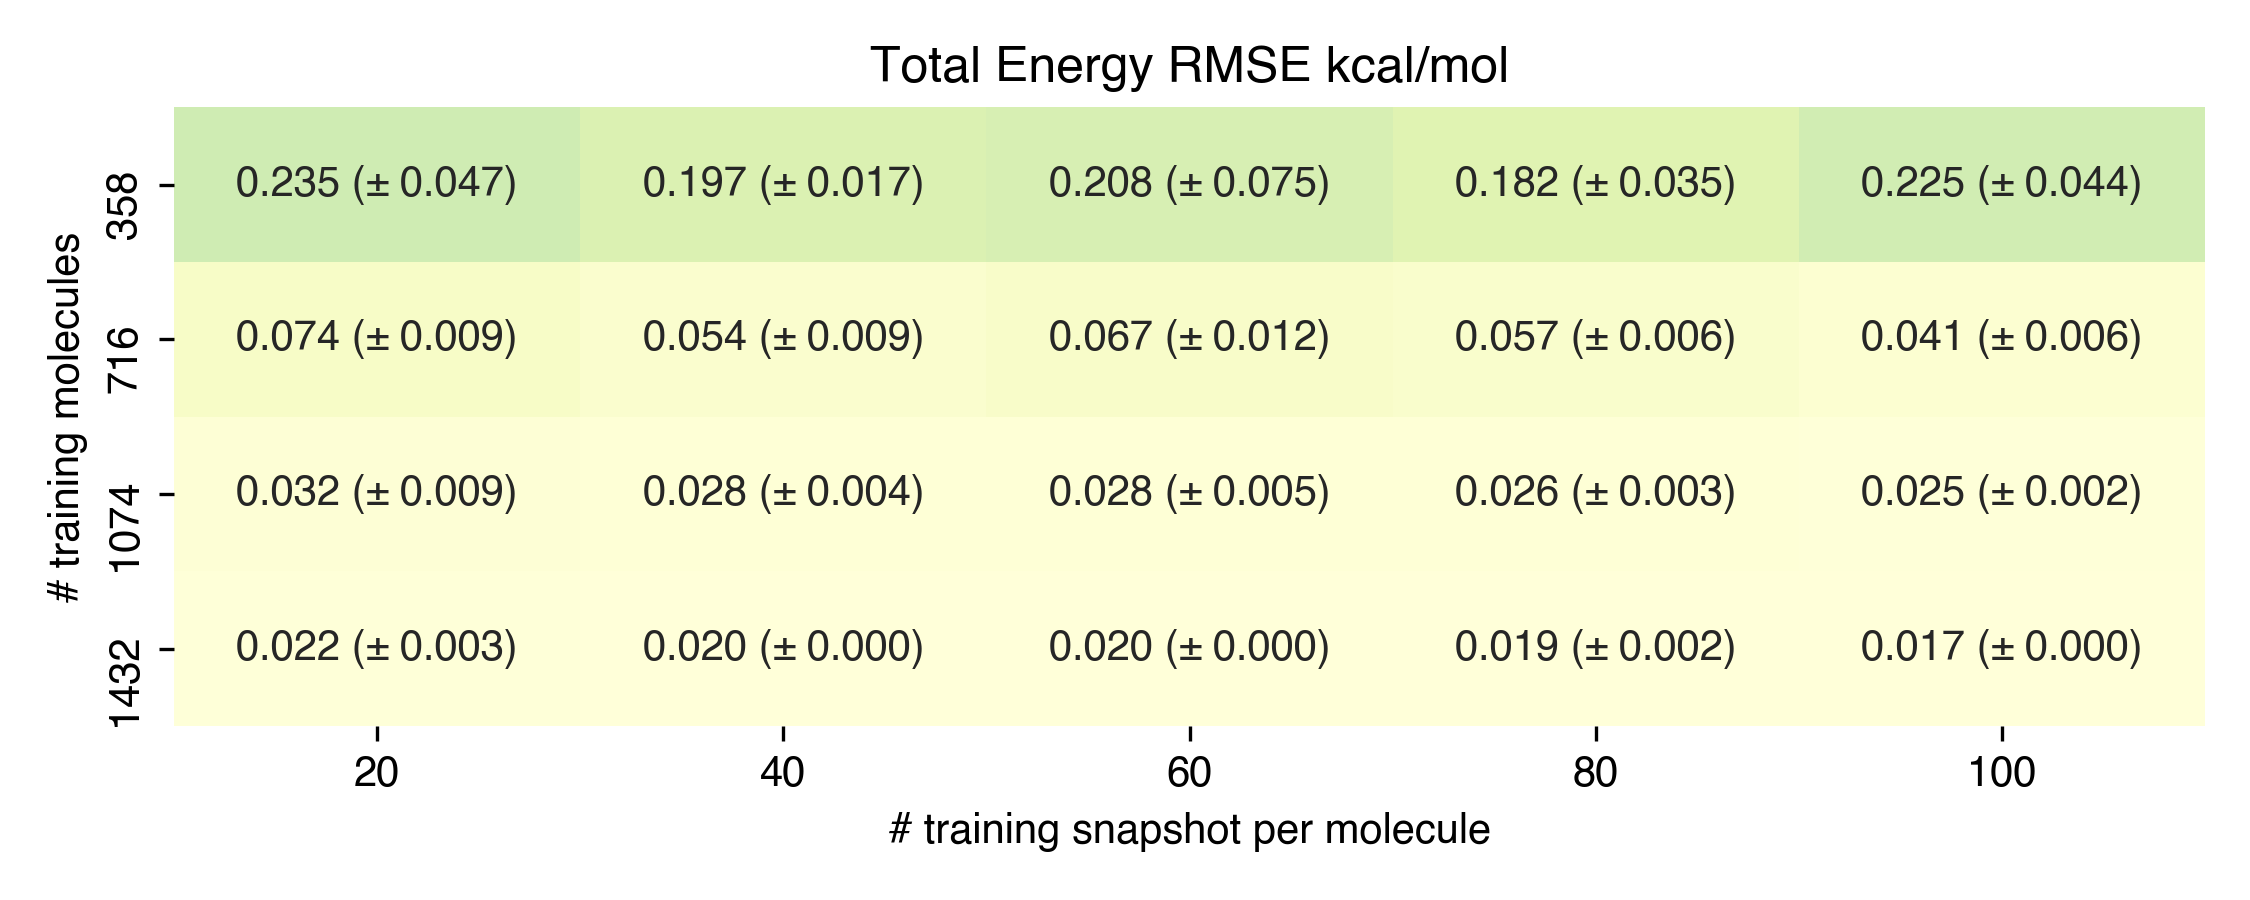 Total Energy RMSE kcal/mol
# training molecules
358 0.235 (± 0.047) 0.197 (± 0.017) 0.208 (± 0.075) 0.182 (± 0.035) 0.225 (± 0.044)
716 0.074 (± 0.009) 0.054 (± 0.009) 0.067 (± 0.012) 0.057 (± 0.006) 0.041 (± 0.006)
1074 0.032 (± 0.009) 0.028 (± 0.004) 0.028 (± 0.005) 0.026 (± 0.003) 0.025 (± 0.002)
1432 0.022 (± 0.003) 0.020 (± 0.000) 0.020 (± 0.000) 0.019 (± 0.002) 0.017 (± 0.000)
20 40 60 80 100
# training snapshot per molecule